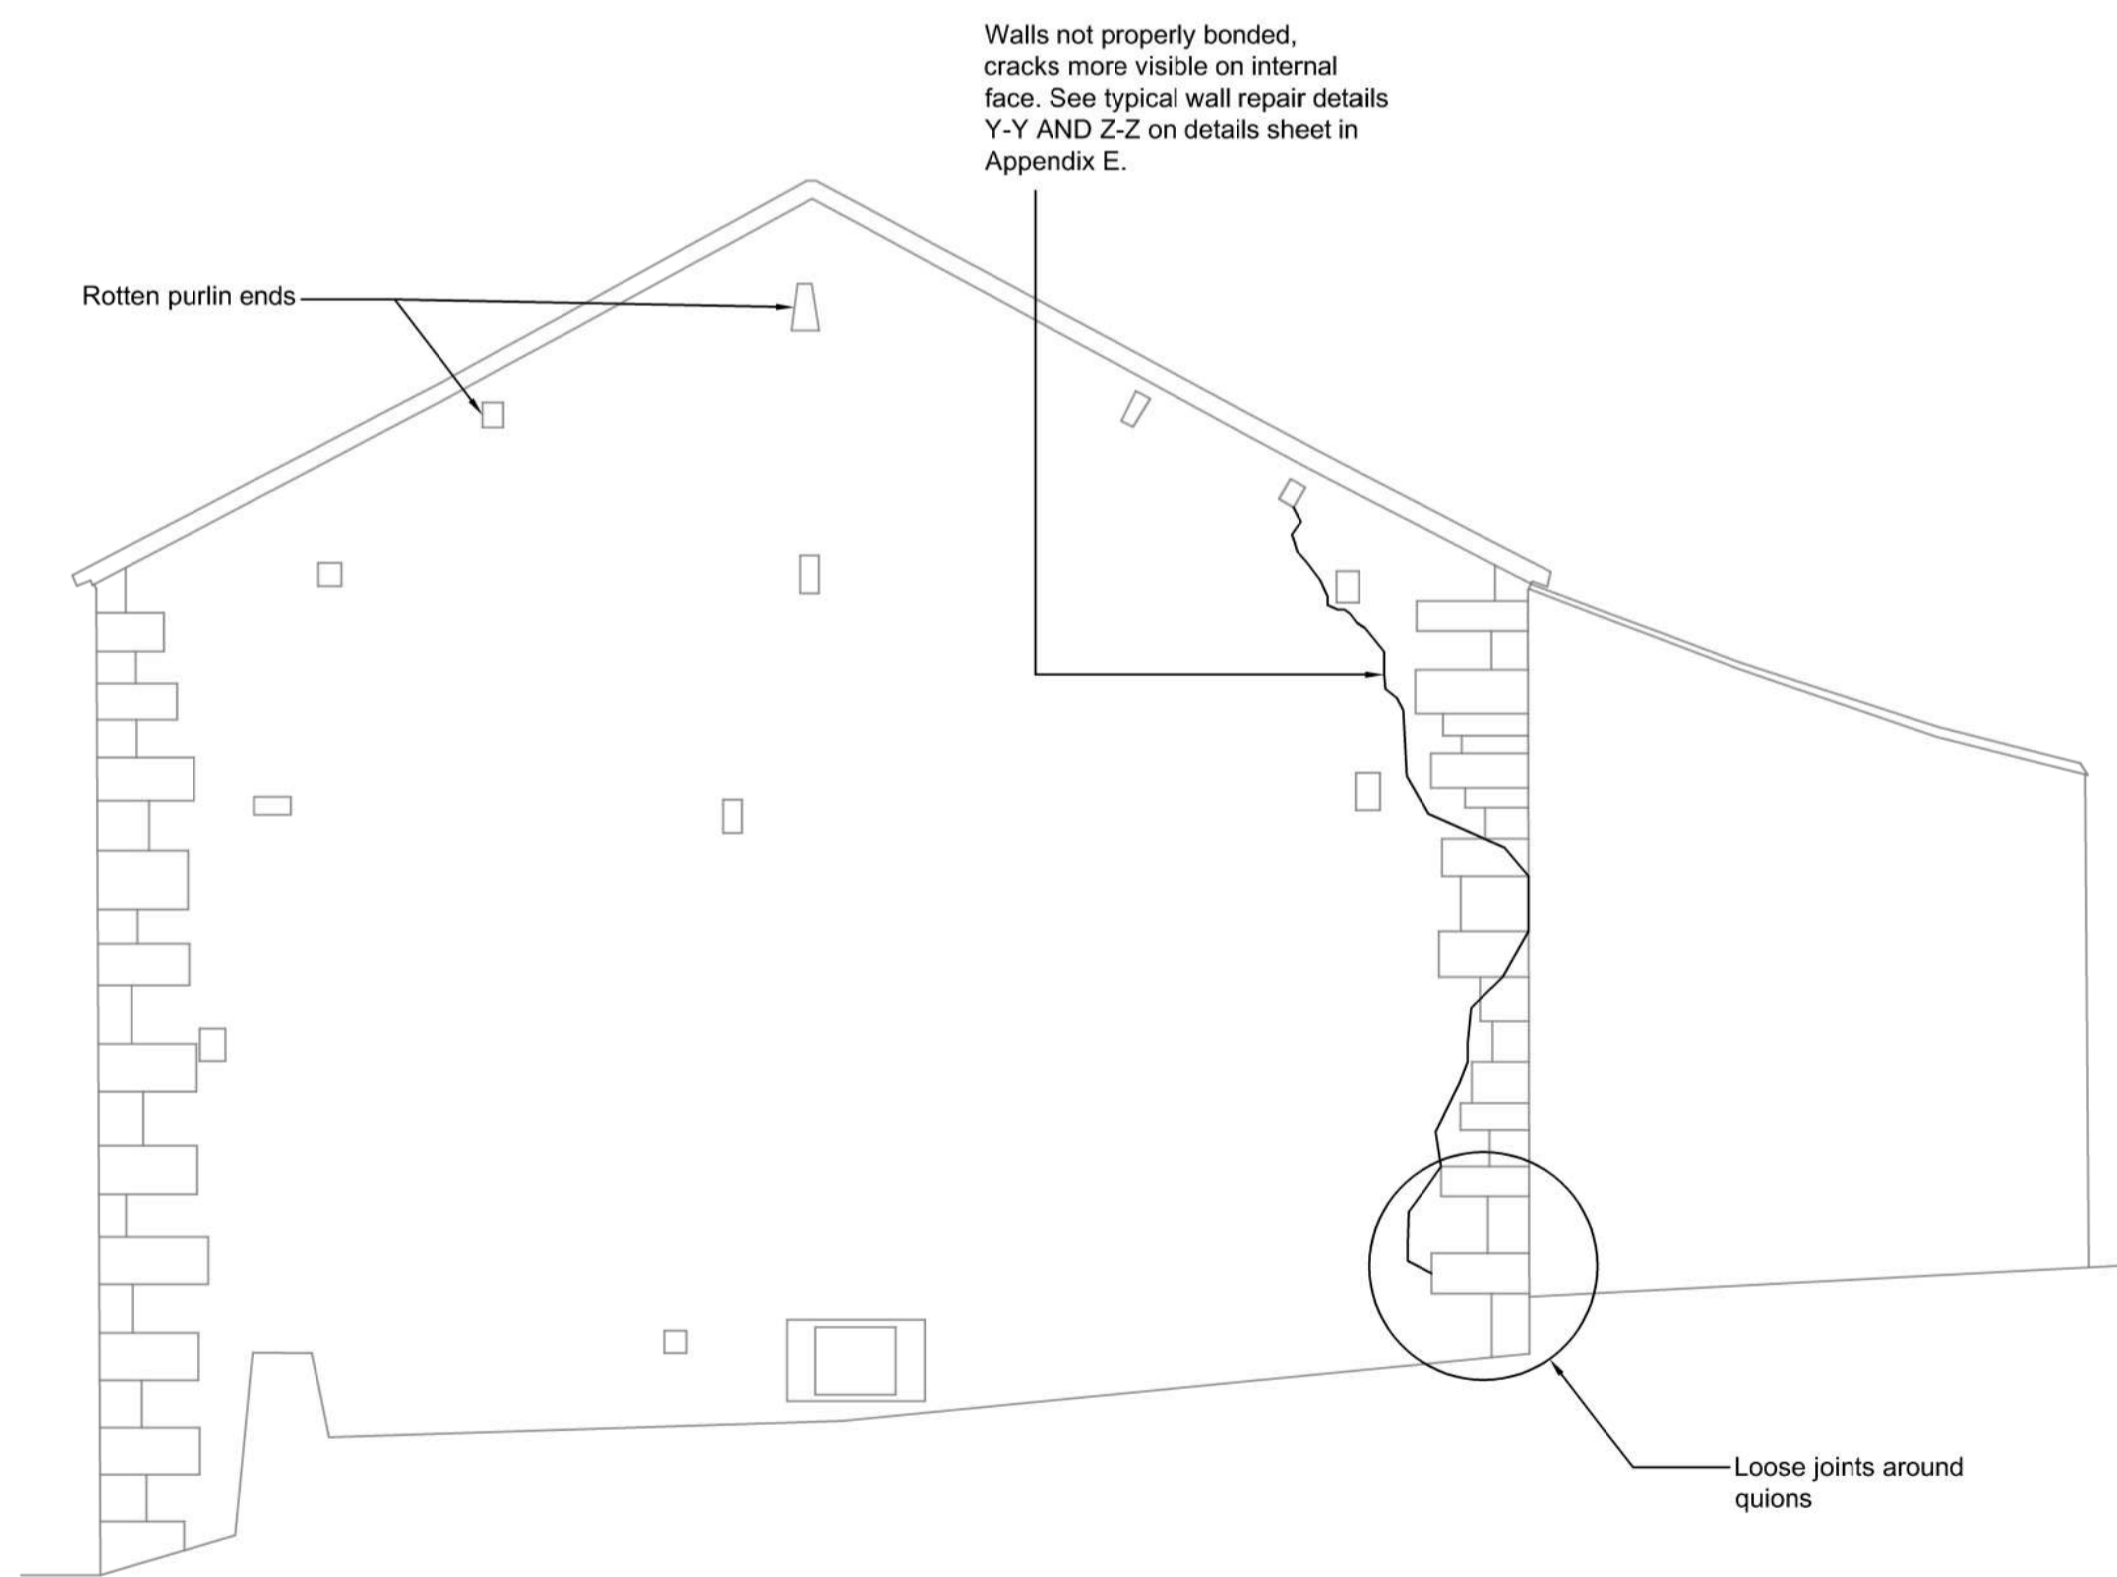 Walls not properly bonded,
cracks more visible on internal
face. See typical wall repair details
Y-Y AND Z-Z on details sheet in
Appendix E.
Rotten purlin ends
Loose joints around
quions